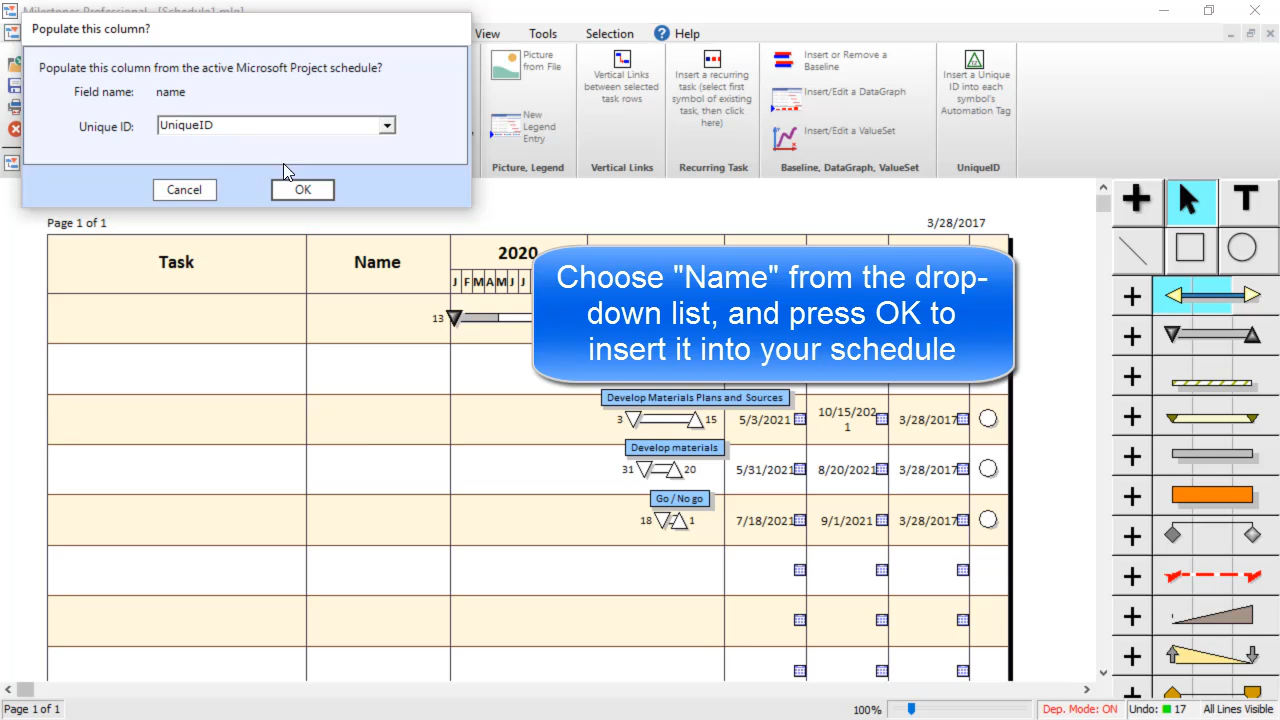 Milestones Professional - [Schedule1.mlg]
Populate this column?
View
Tools
Selection
? Help
Populate this column from the active Microsoft Project schedule?
Field name:
name
Unique ID:
UniqueID
Cancel
OK
Picture
from File
New
Legend
Entry
Picture, Legend
Vertical Links
between selected
task rows
Vertical Links
Insert a recurring
task (select first
symbol of existing
task, then click
here)
Recurring Task
Insert or Remove a
Baseline
Insert/Edit a DataGraph
Insert/Edit a ValueSet
Baseline, DataGraph, ValueSet
Insert a Unique
ID into each
symbol's
Automation Tag
UniqueID
Page 1 of 1
3/28/2017
Task
Name
2020
J F M A M J J
Choose "Name" from the drop-
down list, and press OK to
insert it into your schedule
T
13
Develop Materials Plans and Sources
3
15
5/3/2021
10/15/202
1
3/28/2017
Develop materials
31
20
5/31/2021
8/20/2021
3/28/2017
Go / No go
18
1
7/18/2021
9/1/2021
3/28/2017
Page 1 of 1
100%
Dep. Mode: ON
Undo: 17
All Lines Visible